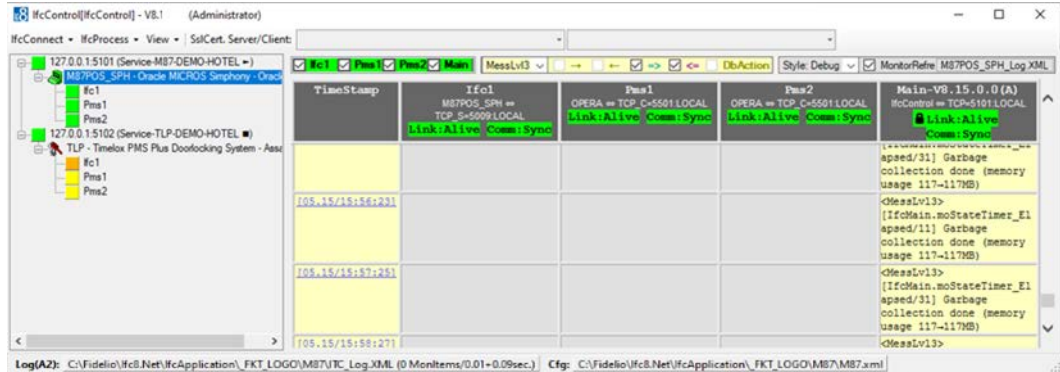 IfcControl[IfcControl] - V8.1 (Administrator)
IfcConnect IfcProcess View SslCert. Server/Client:
127.0.0.1:5101 (Service-M87-DEMO-HOTEL
M87POS_SPH - Oracle MICROS Simphony - Oracl
Ifc1
Pms1
Pms2
127.0.0.1:5102 (Service-TLP-DEMO-HOTEL ■)
TLP - Timelox PMS Plus Doorlocking System - Assa
Ifc1
Pms1
Pms2
Ifc1 Pms1 Pms2 Main MessLvl3 → ← => <= DbAction Style: Debug MontorRefre M87POS_SPH_Log.XML
TimeStamp
Ifc1
M87POS_SPH ⇔
TCP_S=5009:LOCAL
Link:Alive Comm:Sync
Pms1
OPERA ⇔ TCP_C=5501:LOCAL
Link:Alive Comm:Sync
Pms2
OPERA ⇔ TCP_C=5501:LOCAL
Link:Alive Comm:Sync
Main-V8.15.0.0(A)
IfcControl ⇔ TCP=5101:LOCAL
Link:Alive
Comm:Sync
[IfcMain.moStateTimer_El
apsed/31] Garbage
collection done (memory
usage 117→117MB)
[05.15/15:56:23]
<MessLvl3>
[IfcMain.moStateTimer_El
apsed/11] Garbage
collection done (memory
usage 117→117MB)
[05.15/15:57:25]
<MessLvl3>
[IfcMain.moStateTimer_El
apsed/31] Garbage
collection done (memory
usage 117→117MB)
[05.15/15:58:27]
<MessLvl3>
Log(A2): C:\Fidelio\Ifc8.Net\IfcApplication\_FKT_LOGO\M87\ITC_Log.XML (0 MonItems/0.01+0.09sec.) Cfg: C:\Fidelio\Ifc8.Net\IfcApplication\_FKT_LOGO\M87\M87.xml